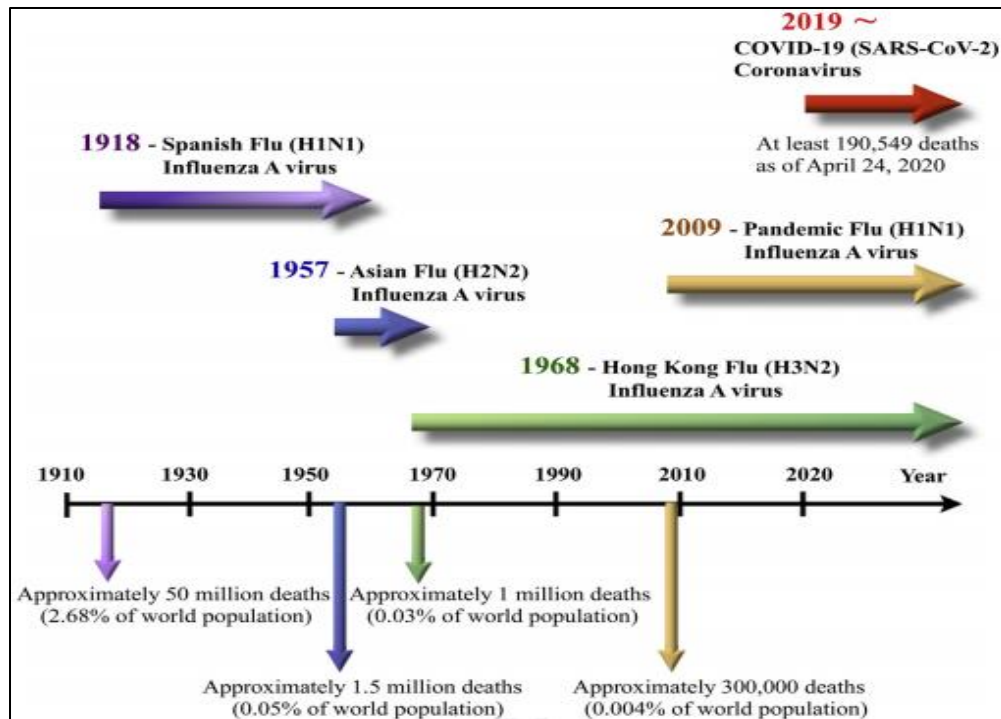 2019 ~
COVID-19 (SARS-CoV-2)
Coronavirus
At least 190,549 deaths
as of April 24, 2020
1918 - Spanish Flu (H1N1)
Influenza A virus
2009 - Pandemic Flu (H1N1)
Influenza A virus
1957 - Asian Flu (H2N2)
Influenza A virus
1968 - Hong Kong Flu (H3N2)
Influenza A virus
1910 1930 1950 1970 1990 2010 2020 Year
Approximately 50 million deaths
(2.68% of world population)
Approximately 1 million deaths
(0.03% of world population)
Approximately 1.5 million deaths
(0.05% of world population)
Approximately 300,000 deaths
(0.004% of world population)